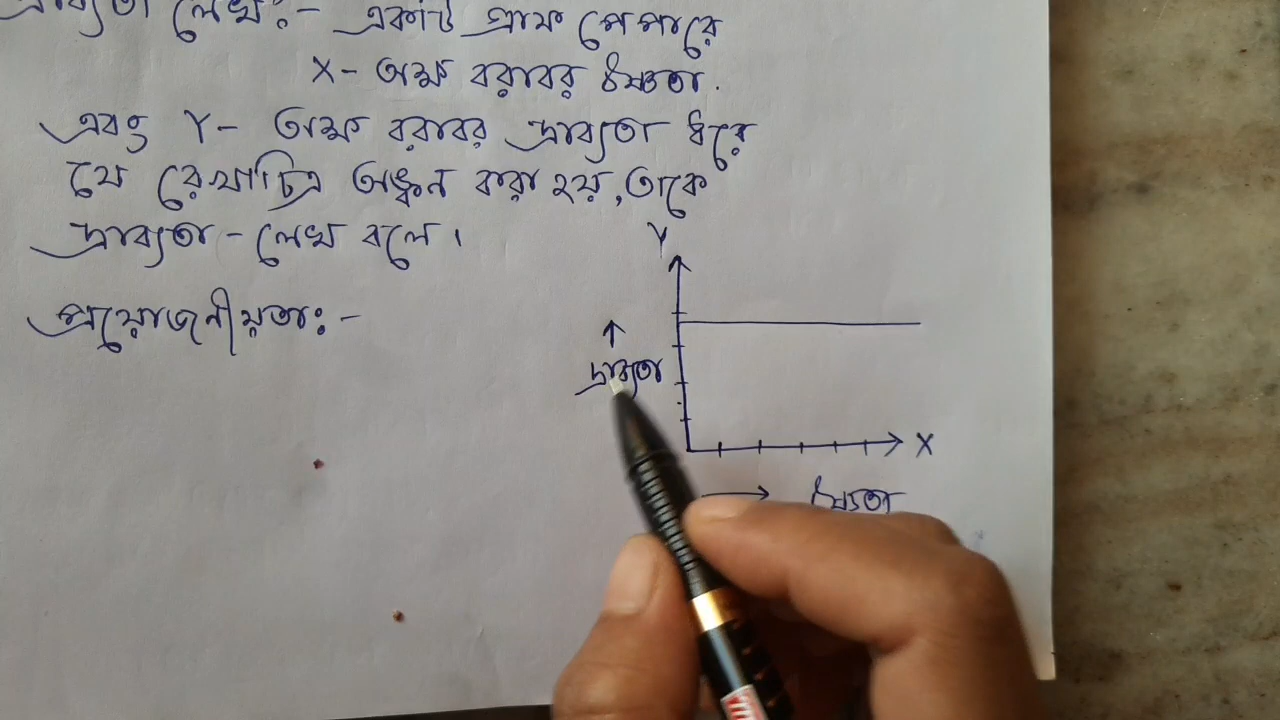 দ্রাব্যতা লেখ:- একটি গ্রাফ পেপারে
X- অক্ষ বরাবর উষ্ণতা.
এবং Y- অক্ষ বরাবর দ্রাব্যতা ধরে
যে রেখাচিত্র অঙ্কন করা হয়, তাকে
দ্রাব্যতা-লেখ বলে।
Y
প্রয়োজনীয়তাঃ-
↑
দ্রাব্যতা
X
→ উষ্ণতা